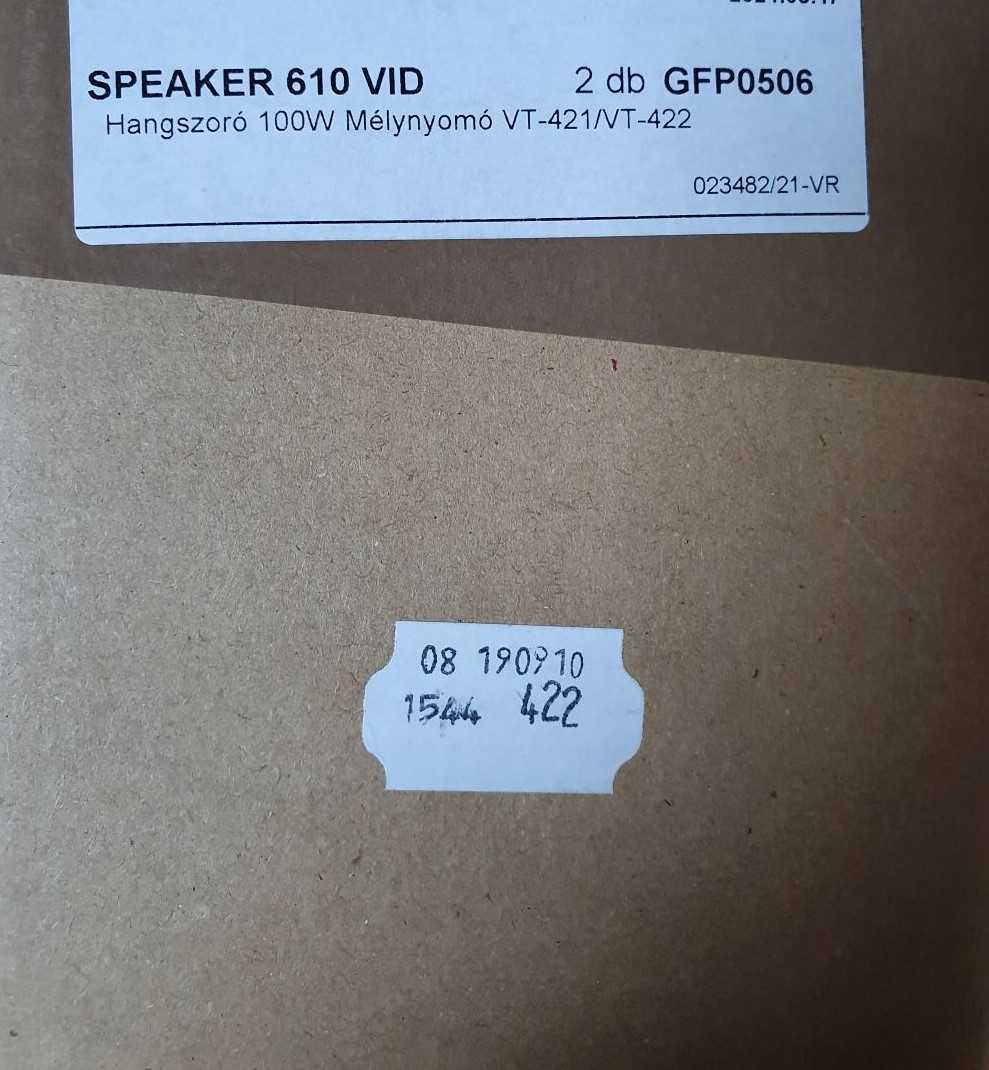 SPEAKER 610 VID 2 db GFP0506
Hangszoró 100W Mélynyomó VT-421/VT-422
023482/21-VR
08 190910
1544 422